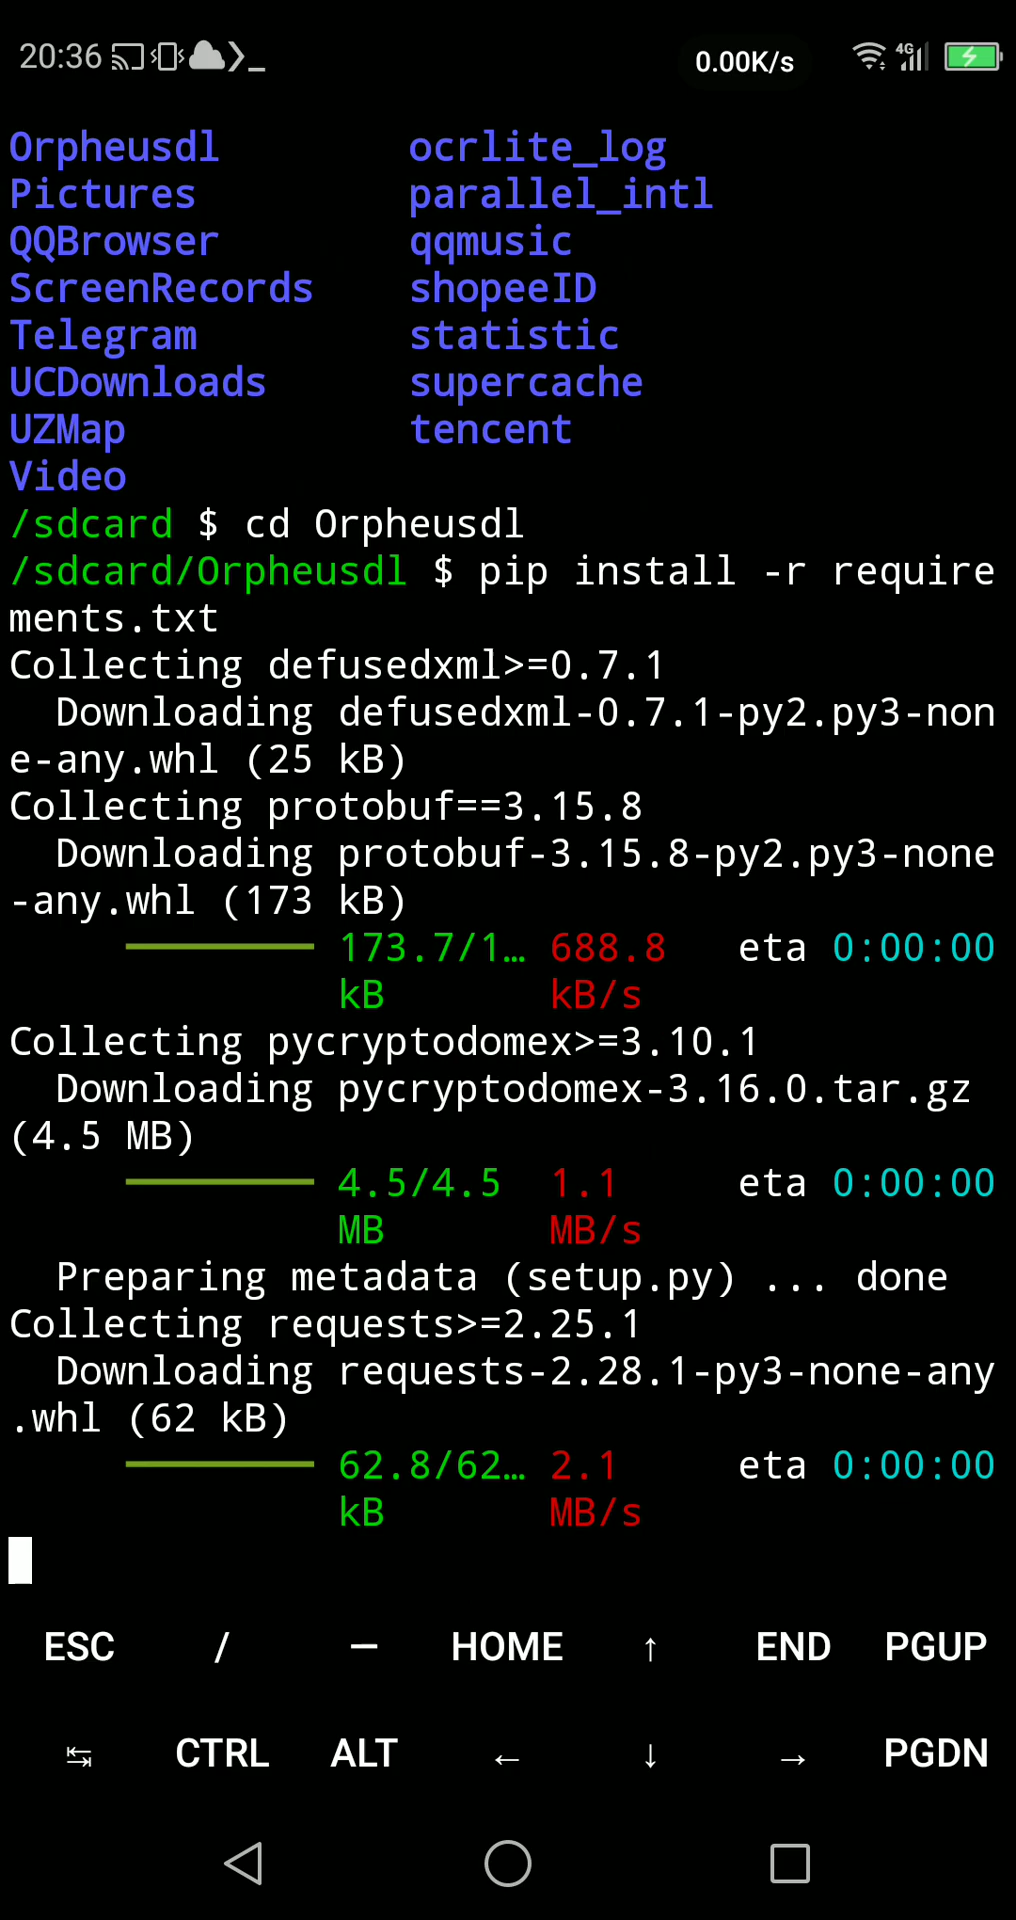 20:36 0.00K/s 4G
Orpheusdl ocrlite_log
Pictures parallel_intl
QQBrowser qqmusic
ScreenRecords shopeeID
Telegram statistic
UCDownloads supercache
UZMap tencent
Video
/sdcard $ cd Orpheusdl
/sdcard/Orpheusdl $ pip install -r require
ments.txt
Collecting defusedxml>=0.7.1
  Downloading defusedxml-0.7.1-py2.py3-non
e-any.whl (25 kB)
Collecting protobuf==3.15.8
  Downloading protobuf-3.15.8-py2.py3-none
-any.whl (173 kB)
173.7/1… 688.8 eta 0:00:00
kB kB/s
Collecting pycryptodomex>=3.10.1
  Downloading pycryptodomex-3.16.0.tar.gz
(4.5 MB)
4.5/4.5 1.1 eta 0:00:00
MB MB/s
  Preparing metadata (setup.py) ... done
Collecting requests>=2.25.1
  Downloading requests-2.28.1-py3-none-any
.whl (62 kB)
62.8/62… 2.1 eta 0:00:00
kB MB/s
ESC / — HOME ↑ END PGUP
↹ CTRL ALT ← ↓ → PGDN